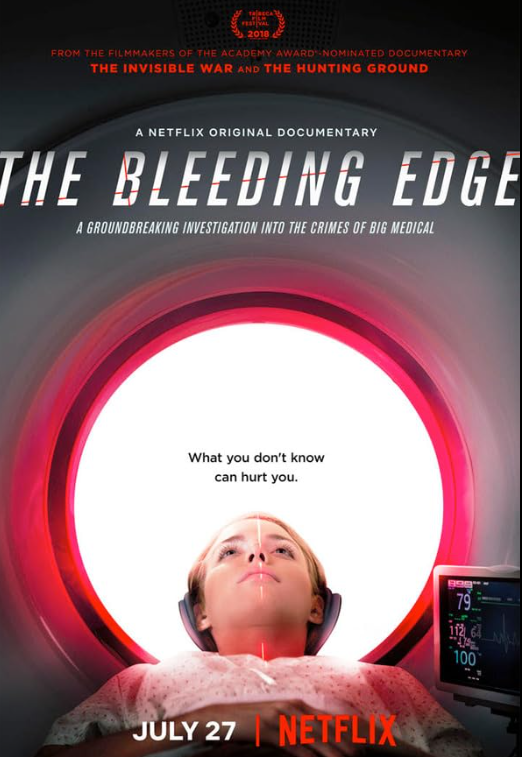 TRIBECA
FILM
FESTIVAL
2018
FROM THE FILMMAKERS OF THE ACADEMY AWARD®-NOMINATED DOCUMENTARY
THE INVISIBLE WAR AND THE HUNTING GROUND
A NETFLIX ORIGINAL DOCUMENTARY
THE BLEEDING EDGE
A GROUNDBREAKING INVESTIGATION INTO THE CRIMES OF BIG MEDICAL
What you don't know
can hurt you.
79
100
JULY 27 | NETFLIX